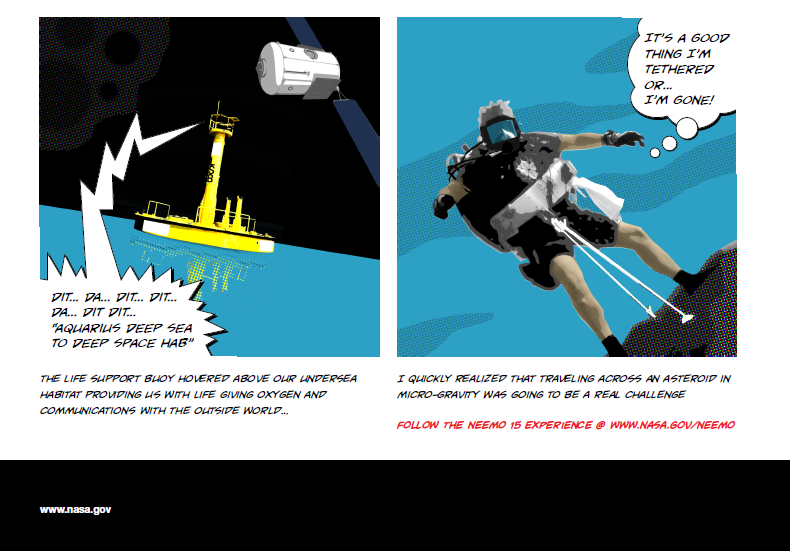 DIT... DA... DIT... DIT...
DA... DIT DIT...
"AQUARIUS DEEP SEA
TO DEEP SPACE HAB"
IT'S A GOOD
THING I'M
TETHERED
OR...
I'M GONE!
THE LIFE SUPPORT BUOY HOVERED ABOVE OUR UNDERSEA
HABITAT PROVIDING US WITH LIFE GIVING OXYGEN AND
COMMUNICATIONS WITH THE OUTSIDE WORLD...
I QUICKLY REALIZED THAT TRAVELING ACROSS AN ASTEROID IN
MICRO-GRAVITY WAS GOING TO BE A REAL CHALLENGE
FOLLOW THE NEEMO 15 EXPERIENCE @ WWW.NASA.GOV/NEEMO
www.nasa.gov